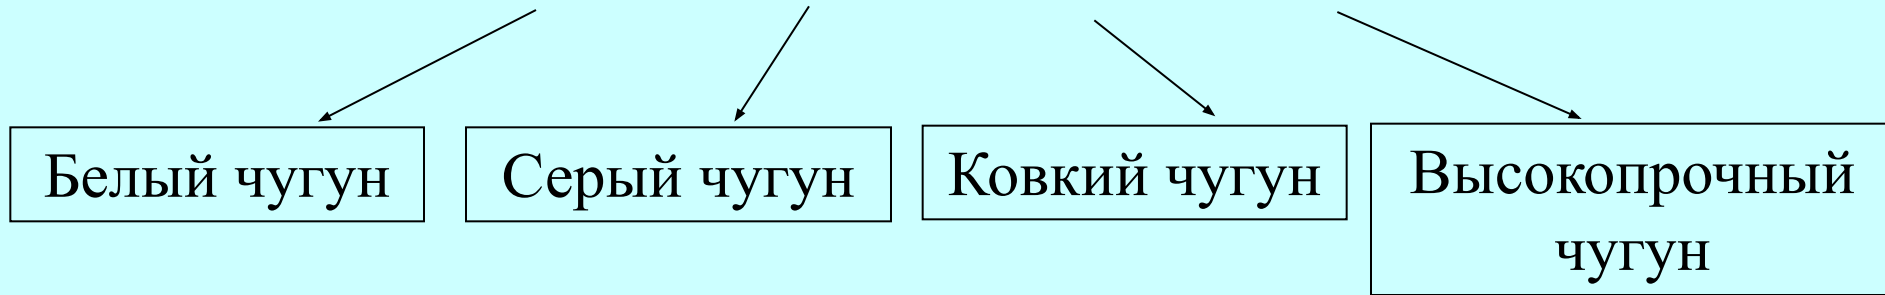 Белый чугун
Серый чугун
Ковкий чугун
Высокопрочный
чугун